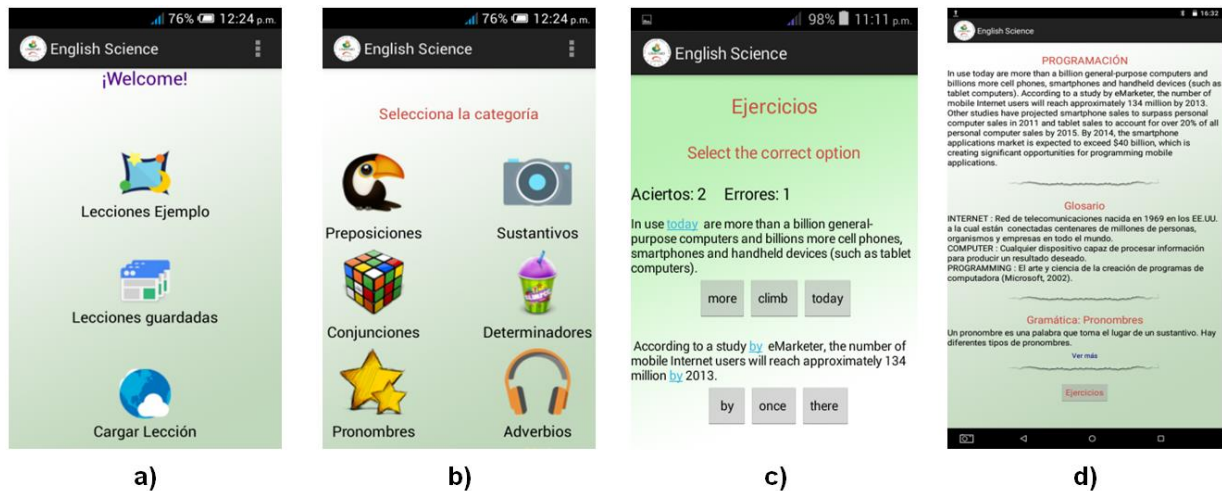 76% 12:24 p.m.
English Science
¡Welcome!
Lecciones Ejemplo
Lecciones guardadas
Cargar Lección
a)
76% 12:24 p.m.
English Science
Selecciona la categoría
Preposiciones Sustantivos
Conjunciones Determinadores
Pronombres Adverbios
b)
98% 11:11 p.m.
English Science
Ejercicios
Select the correct option
Aciertos: 2 Errores: 1
In use today are more than a billion general-
purpose computers and billions more cell phones,
smartphones and handheld devices (such as tablet
computers).
more climb today
According to a study by eMarketer, the number of
mobile Internet users will reach approximately 134
million by 2013.
by once there
c)
16:32
English Science
PROGRAMACIÓN
In use today are more than a billion general-purpose computers and
billions more cell phones, smartphones and handheld devices (such as
tablet computers). According to a study by eMarketer, the number of
mobile Internet users will reach approximately 134 million by 2013.
Other studies have projected smartphone sales to surpass personal
computer sales in 2011 and tablet sales to account for over 20% of all
personal computer sales by 2015. By 2014, the smartphone
applications market is expected to exceed $40 billion, which is
creating significant opportunities for programming mobile
applications.
Glosario
INTERNET : Red de telecomunicaciones nacida en 1969 en los EE.UU.
a la cual están conectadas centenares de millones de personas,
organismos y empresas en todo el mundo.
COMPUTER : Cualquier dispositivo capaz de procesar información
para producir un resultado deseado.
PROGRAMMING : El arte y ciencia de la creación de programas de
computadora (Microsoft, 2002).
Gramática: Pronombres
Un pronombre es una palabra que toma el lugar de un sustantivo. Hay
diferentes tipos de pronombres.
Ver más
Ejercicios
d)